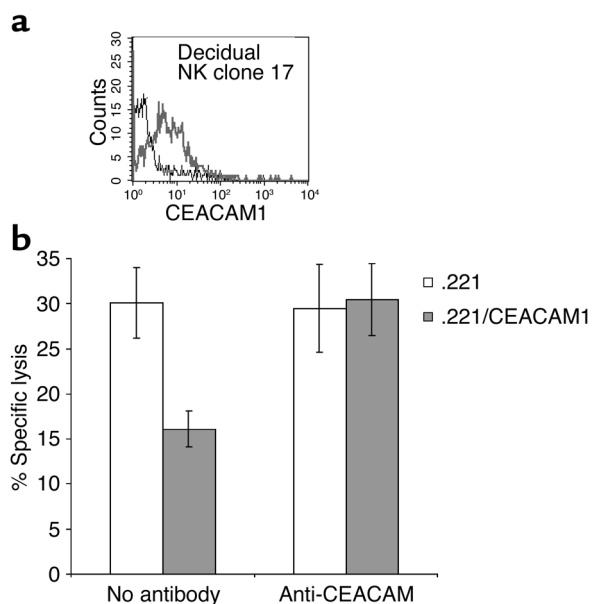 a
Decidual
NK clone 17
Counts
30
25
20
15
10
5
0
10⁰ 10¹ 10² 10³ 10⁴
CEACAM1
b
% Specific lysis
35
30
25
20
15
10
5
0
.221
.221/CEACAM1
No antibody Anti-CEACAM